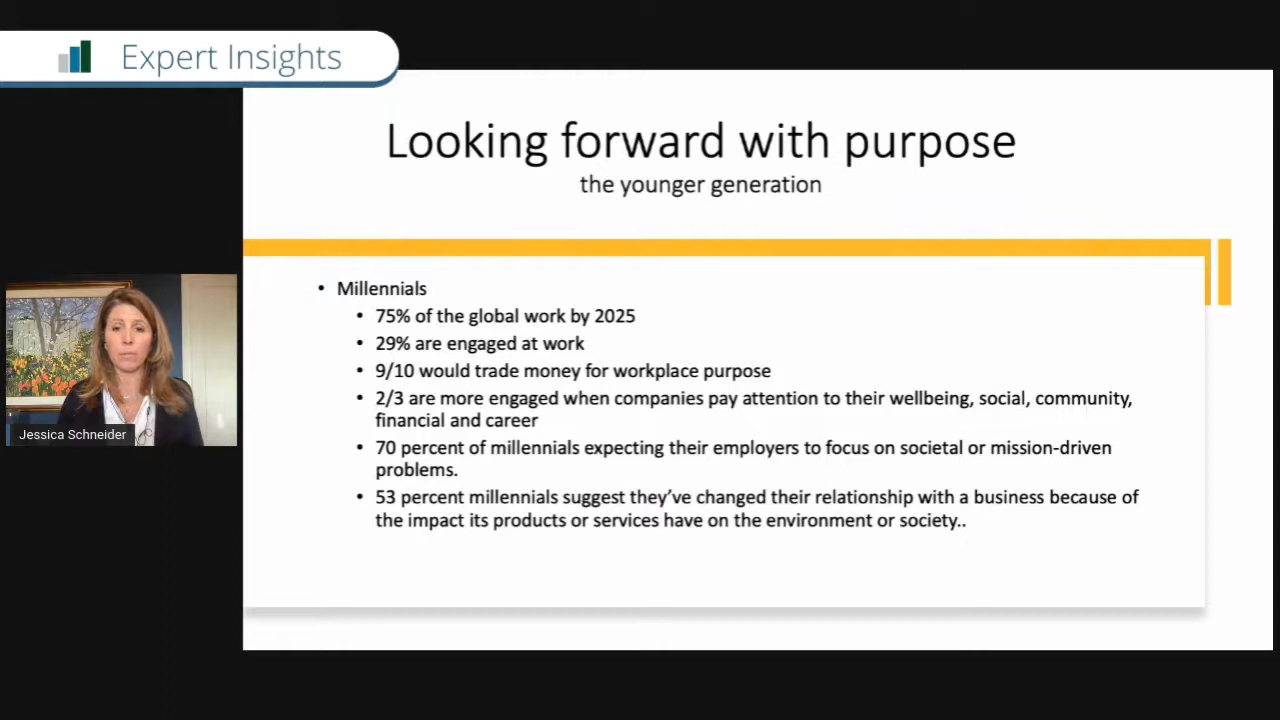 Expert Insights
Looking forward with purpose
the younger generation
• Millennials
• 75% of the global work by 2025
• 29% are engaged at work
• 9/10 would trade money for workplace purpose
• 2/3 are more engaged when companies pay attention to their wellbeing, social, community,
financial and career
• 70 percent of millennials expecting their employers to focus on societal or mission-driven
problems.
• 53 percent millennials suggest they’ve changed their relationship with a business because of
the impact its products or services have on the environment or society..
Jessica Schneider